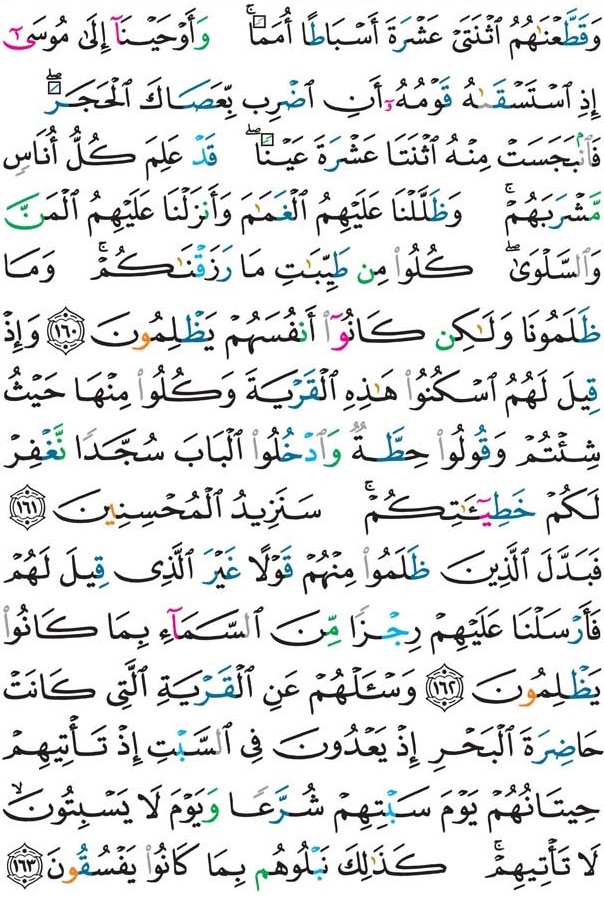 وَقَطَّعْنَٰهُمُ ٱثْنَتَىْ عَشْرَةَ أَسْبَاطًا أُمَمًا ۚ وَأَوْحَيْنَآ إِلَىٰ مُوسَىٰٓ
إِذِ ٱسْتَسْقَىٰهُ قَوْمُهُۥٓ أَنِ ٱضْرِب بِّعَصَاكَ ٱلْحَجَرَ ۖ
فَٱنۢبَجَسَتْ مِنْهُ ٱثْنَتَا عَشْرَةَ عَيْنًا ۖ قَدْ عَلِمَ كُلُّ أُنَاسٍ
مَّشْرَبَهُمْ ۚ وَظَلَّلْنَا عَلَيْهِمُ ٱلْغَمَٰمَ وَأَنزَلْنَا عَلَيْهِمُ ٱلْمَنَّ
وَٱلسَّلْوَىٰ ۖ كُلُوا۟ مِن طَيِّبَٰتِ مَا رَزَقْنَٰكُمْ ۚ وَمَا
ظَلَمُونَا وَلَٰكِن كَانُوٓا۟ أَنفُسَهُمْ يَظْلِمُونَ ١٦٠ وَإِذْ
قِيلَ لَهُمُ ٱسْكُنُوا۟ هَٰذِهِ ٱلْقَرْيَةَ وَكُلُوا۟ مِنْهَا حَيْثُ
شِئْتُمْ وَقُولُوا۟ حِطَّةٌ وَٱدْخُلُوا۟ ٱلْبَابَ سُجَّدًا نَّغْفِرْ
لَكُمْ خَطِيٓـَٰٔتِكُمْ ۚ سَنَزِيدُ ٱلْمُحْسِنِينَ ١٦١
فَبَدَّلَ ٱلَّذِينَ ظَلَمُوا۟ مِنْهُمْ قَوْلًا غَيْرَ ٱلَّذِى قِيلَ لَهُمْ
فَأَرْسَلْنَا عَلَيْهِمْ رِجْزًا مِّنَ ٱلسَّمَآءِ بِمَا كَانُوا۟
يَظْلِمُونَ ١٦٢ وَسْـَٔلْهُمْ عَنِ ٱلْقَرْيَةِ ٱلَّتِى كَانَتْ
حَاضِرَةَ ٱلْبَحْرِ إِذْ يَعْدُونَ فِى ٱلسَّبْتِ إِذْ تَأْتِيهِمْ
حِيتَانُهُمْ يَوْمَ سَبْتِهِمْ شُرَّعًا وَيَوْمَ لَا يَسْبِتُونَ ۙ
لَا تَأْتِيهِمْ ۚ كَذَٰلِكَ نَبْلُوهُم بِمَا كَانُوا۟ يَفْسُقُونَ ١٦٣